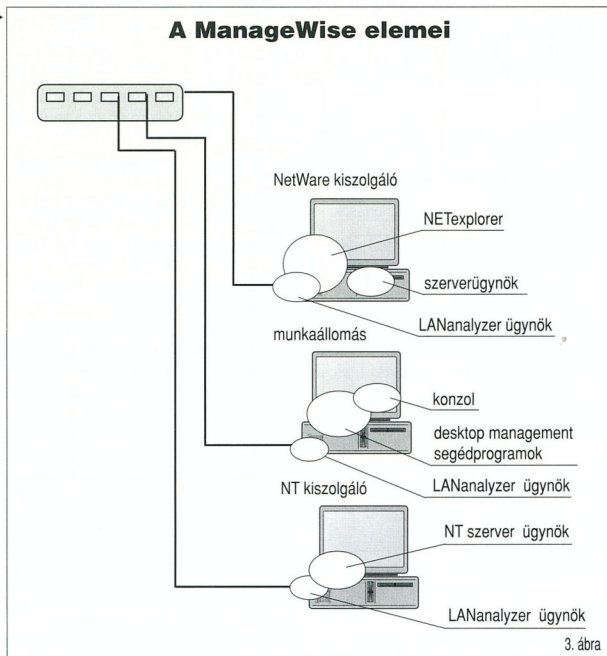 A ManageWise elemei
NetWare kiszolgáló
NETexplorer
szerverügynök
LANanalyzer ügynök
munkaállomás
konzol
desktop management
segédprogramok
LANanalyzer ügynök
NT kiszolgáló
NT szerver ügynök
LANanalyzer ügynök
3. ábra